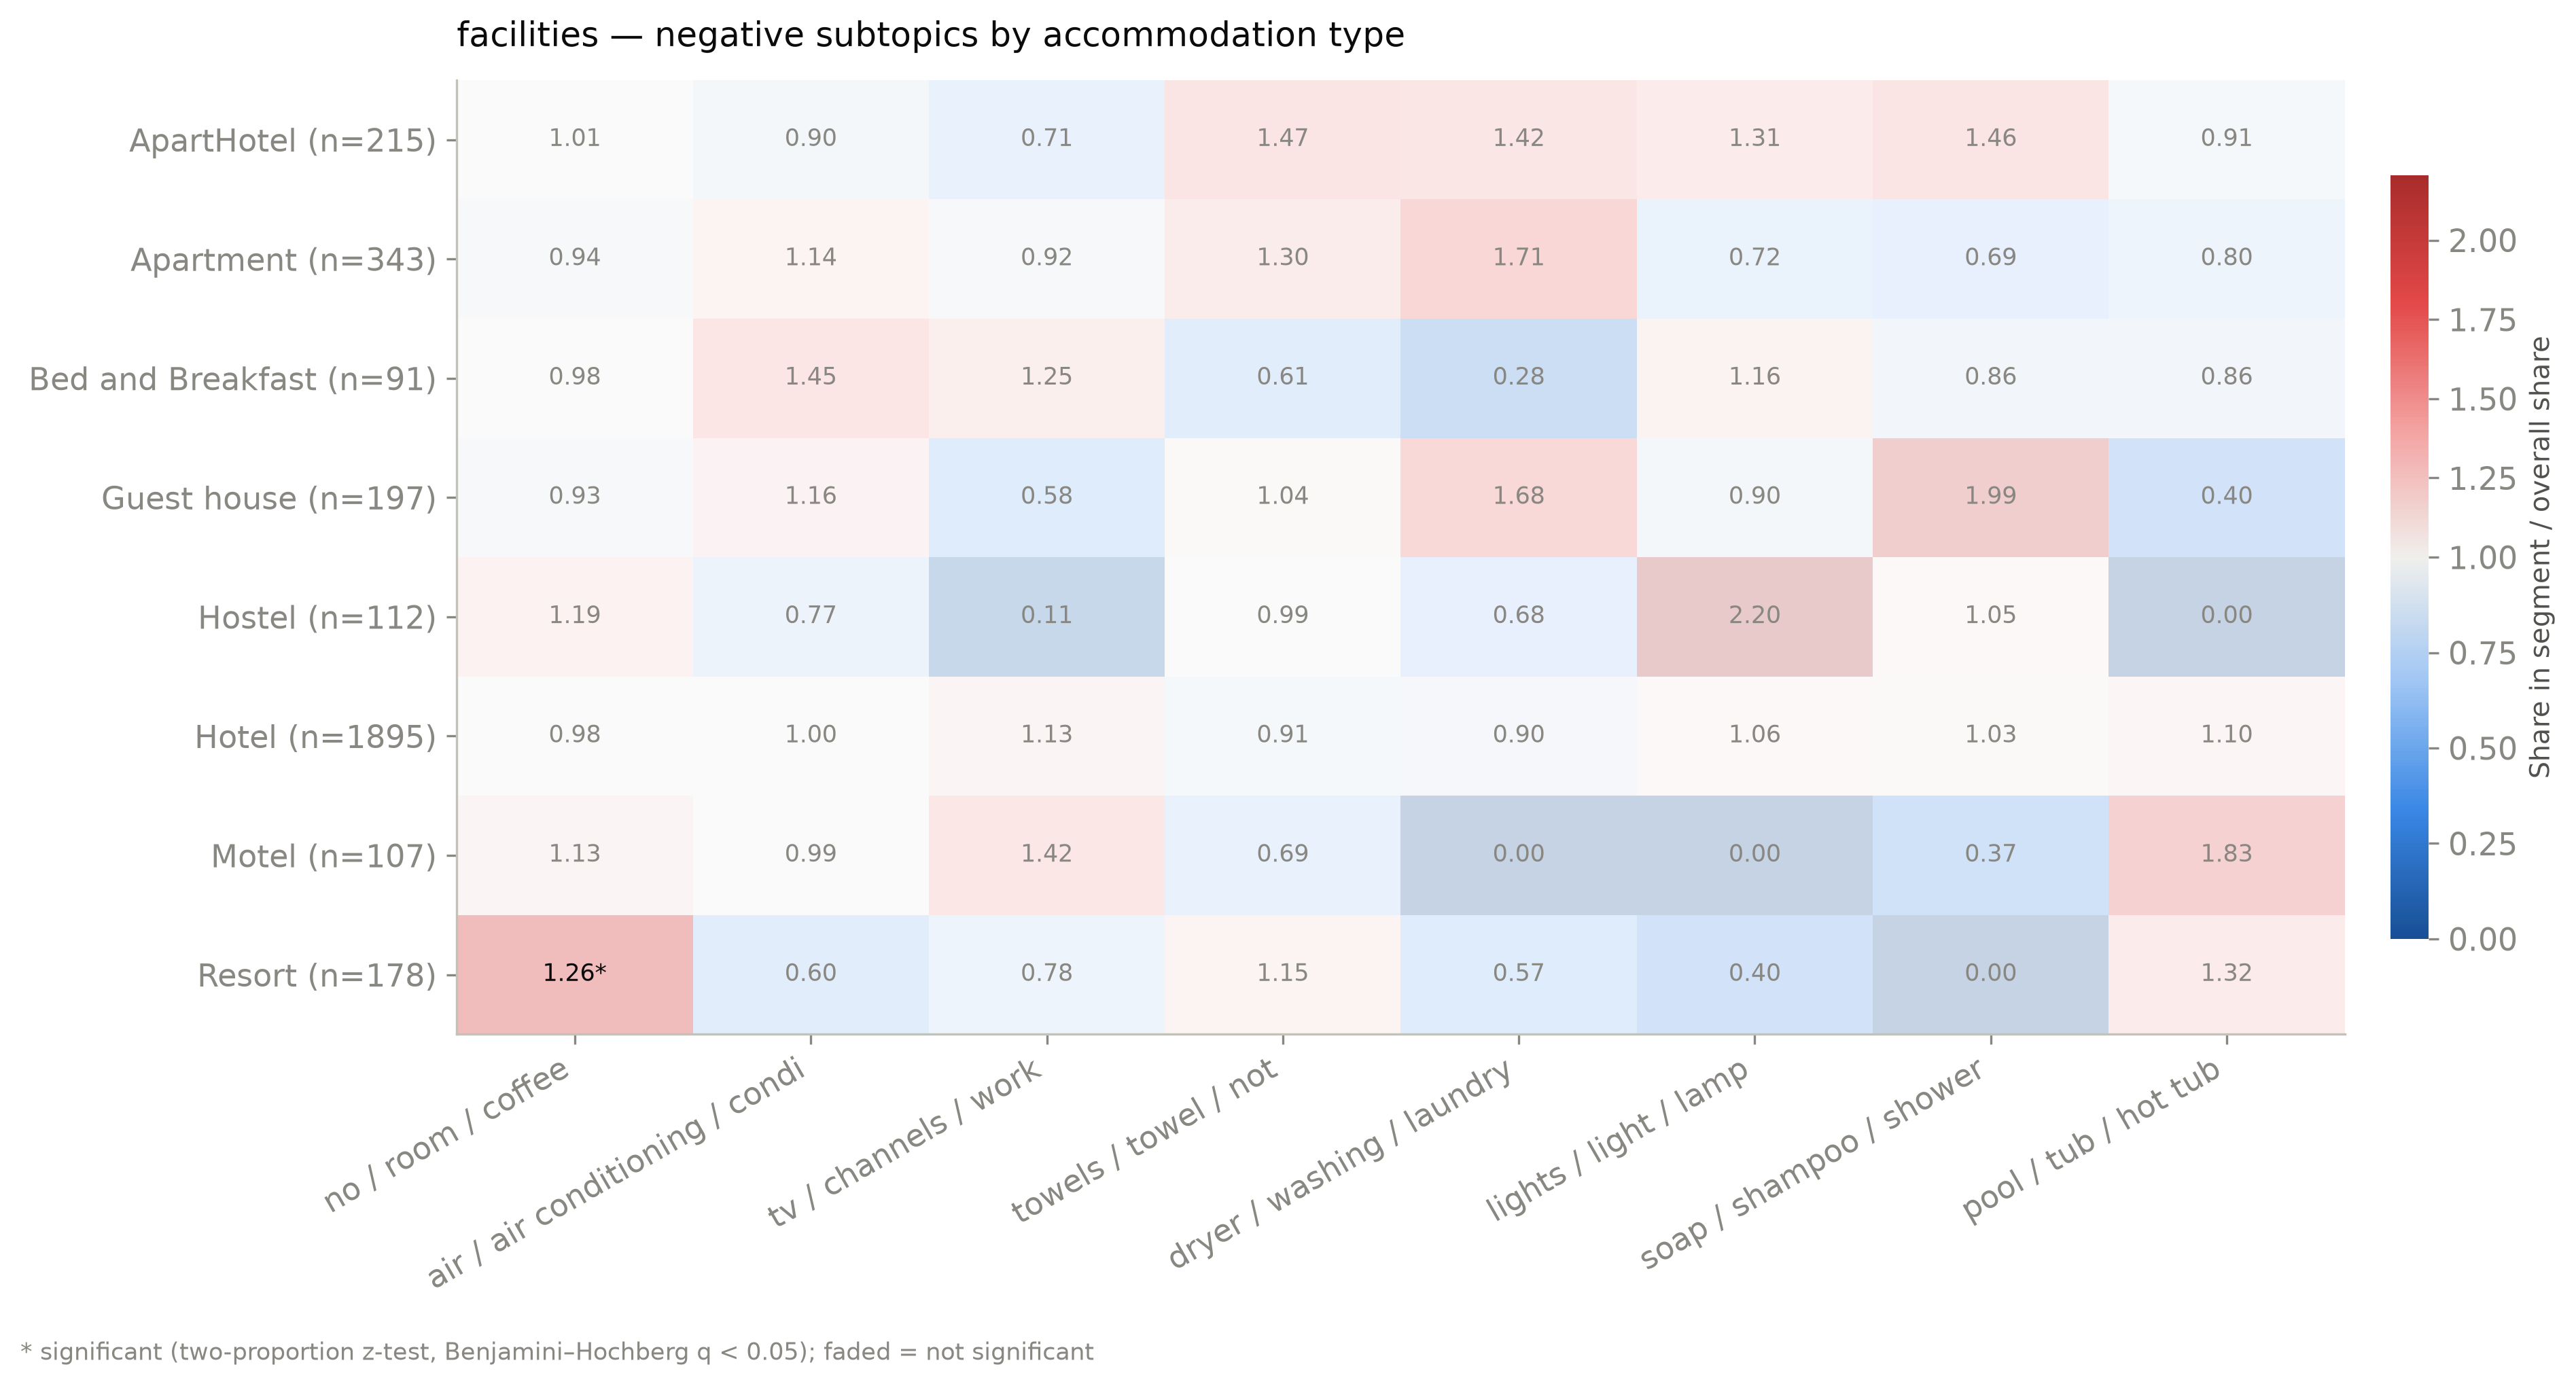 facilities — negative subtopics by accommodation type
ApartHotel (n=215) 1.01 0.90 0.71 1.47 1.42 1.31 1.46 0.91
Apartment (n=343) 0.94 1.14 0.92 1.30 1.71 0.72 0.69 0.80
Bed and Breakfast (n=91) 0.98 1.45 1.25 0.61 0.28 1.16 0.86 0.86
Guest house (n=197) 0.93 1.16 0.58 1.04 1.68 0.90 1.99 0.40
Hostel (n=112) 1.19 0.77 0.11 0.99 0.68 2.20 1.05 0.00
Hotel (n=1895) 0.98 1.00 1.13 0.91 0.90 1.06 1.03 1.10
Motel (n=107) 1.13 0.99 1.42 0.69 0.00 0.00 0.37 1.83
Resort (n=178) 1.26* 0.60 0.78 1.15 0.57 0.40 0.00 1.32
no / room / coffee
air / air conditioning / condi
tv / channels / work
towels / towel / not
dryer / washing / laundry
lights / light / lamp
soap / shampoo / shower
pool / tub / hot tub
2.00
1.75
1.50
1.25
1.00
0.75
0.50
0.25
0.00
Share in segment / overall share
* significant (two-proportion z-test, Benjamini–Hochberg q < 0.05); faded = not significant